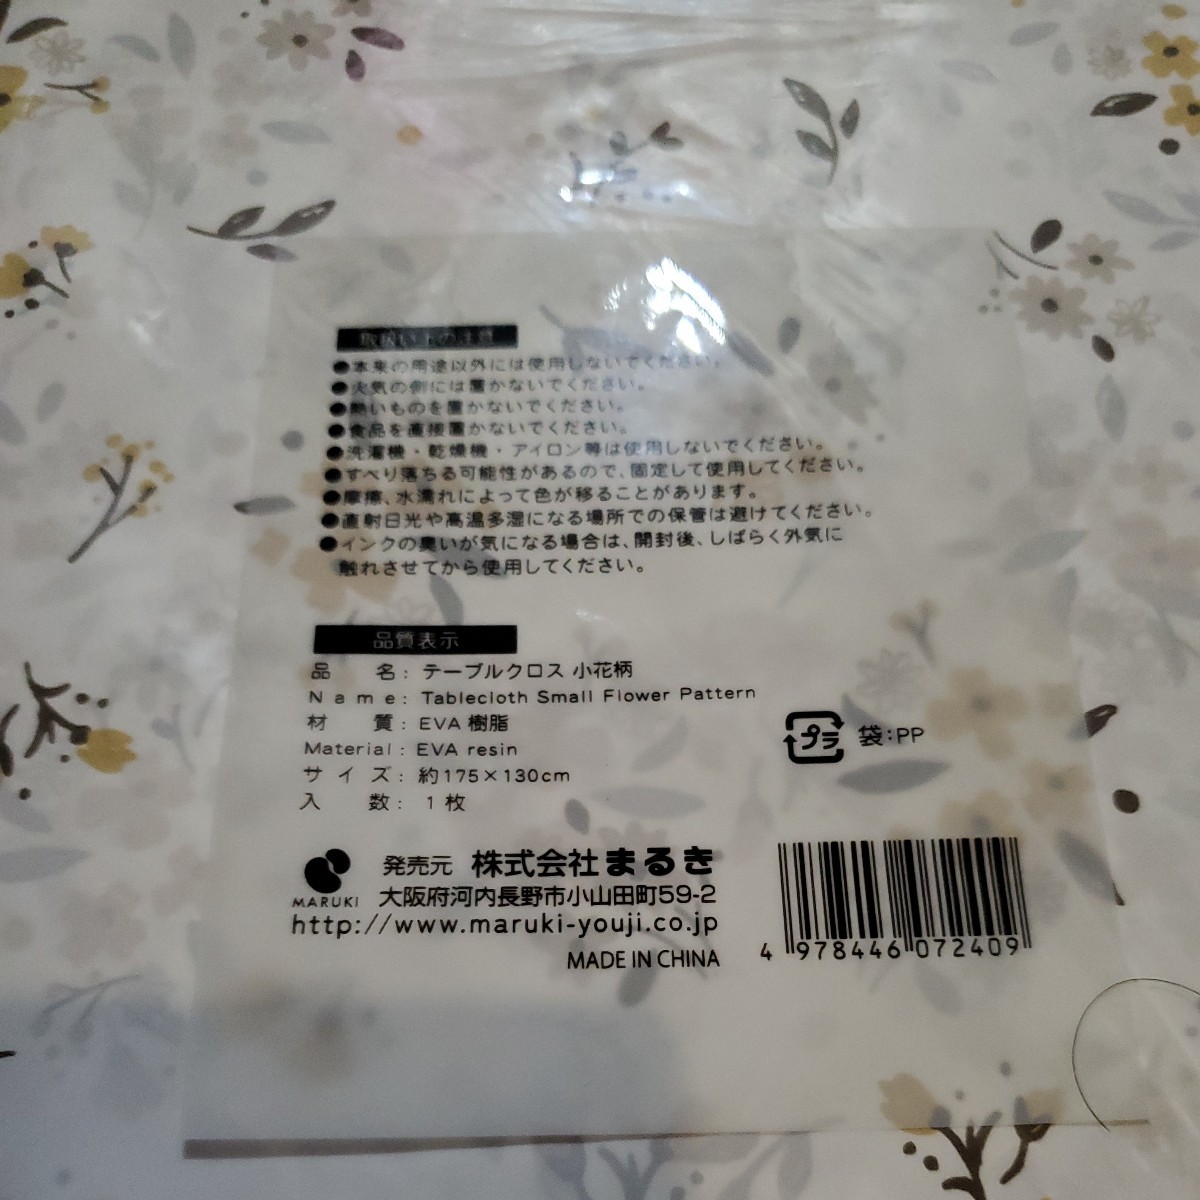 取扱い上の注意
●本来の用途以外には使用しないでください。
●火気の側には置かないでください。
●熱いものを置かないでください。
●食品を直接置かないでください。
●洗濯機・乾燥機・アイロン等は使用しないでください。
●すべり落ちる可能性があるので、固定して使用してください。
●摩擦、水濡れによって色が移ることがあります。
●直射日光や高温多湿になる場所での保管は避けてください。
●インクの臭いが気になる場合は、開封後、しばらく外気に
触れさせてから使用してください。
品質表示
品 名: テーブルクロス 小花柄
Name: Tablecloth Small Flower Pattern
材 質: EVA樹脂
Material: EVA resin
サイズ: 約175×130cm
入 数: 1枚
プラ 袋:PP
MARUKI
発売元 株式会社まるき
大阪府河内長野市小山田町59-2
http://www.maruki-youji.co.jp
MADE IN CHINA
4 978446 072409